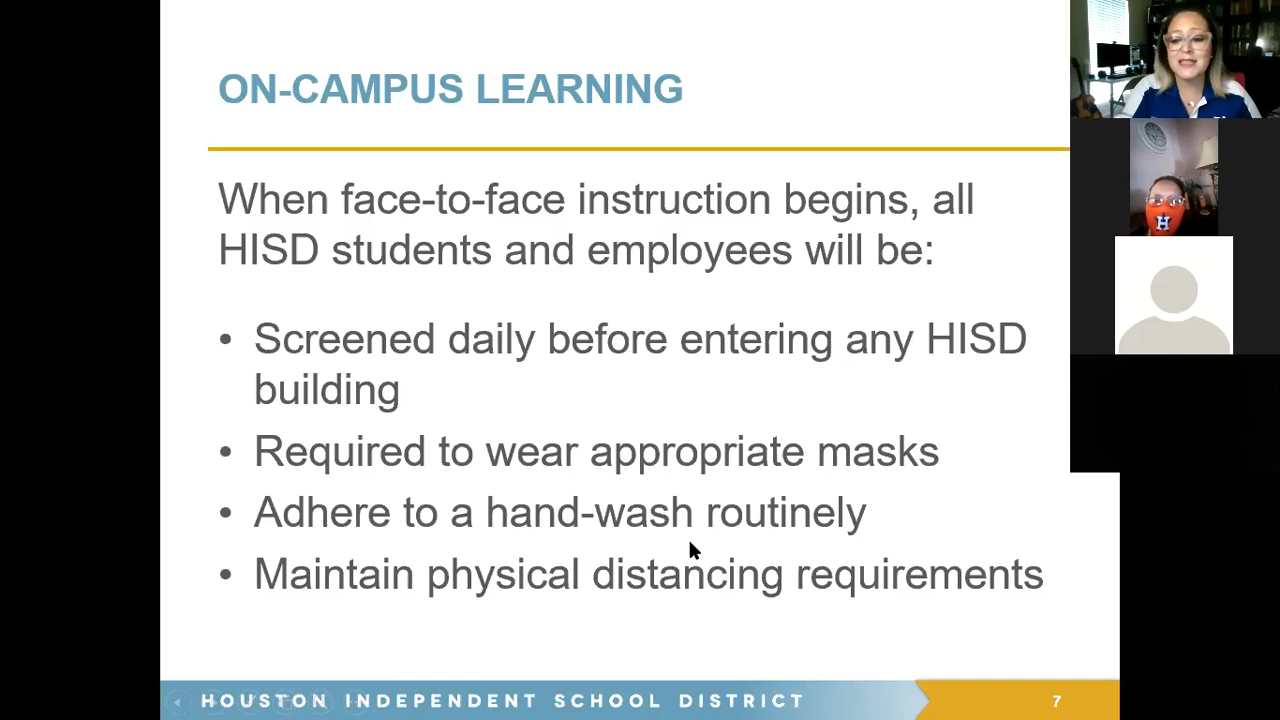 ON-CAMPUS LEARNING
When face-to-face instruction begins, all
HISD students and employees will be:
• Screened daily before entering any HISD
building
• Required to wear appropriate masks
• Adhere to a hand-wash routinely
• Maintain physical distancing requirements
H
HOUSTON INDEPENDENT SCHOOL DISTRICT
7